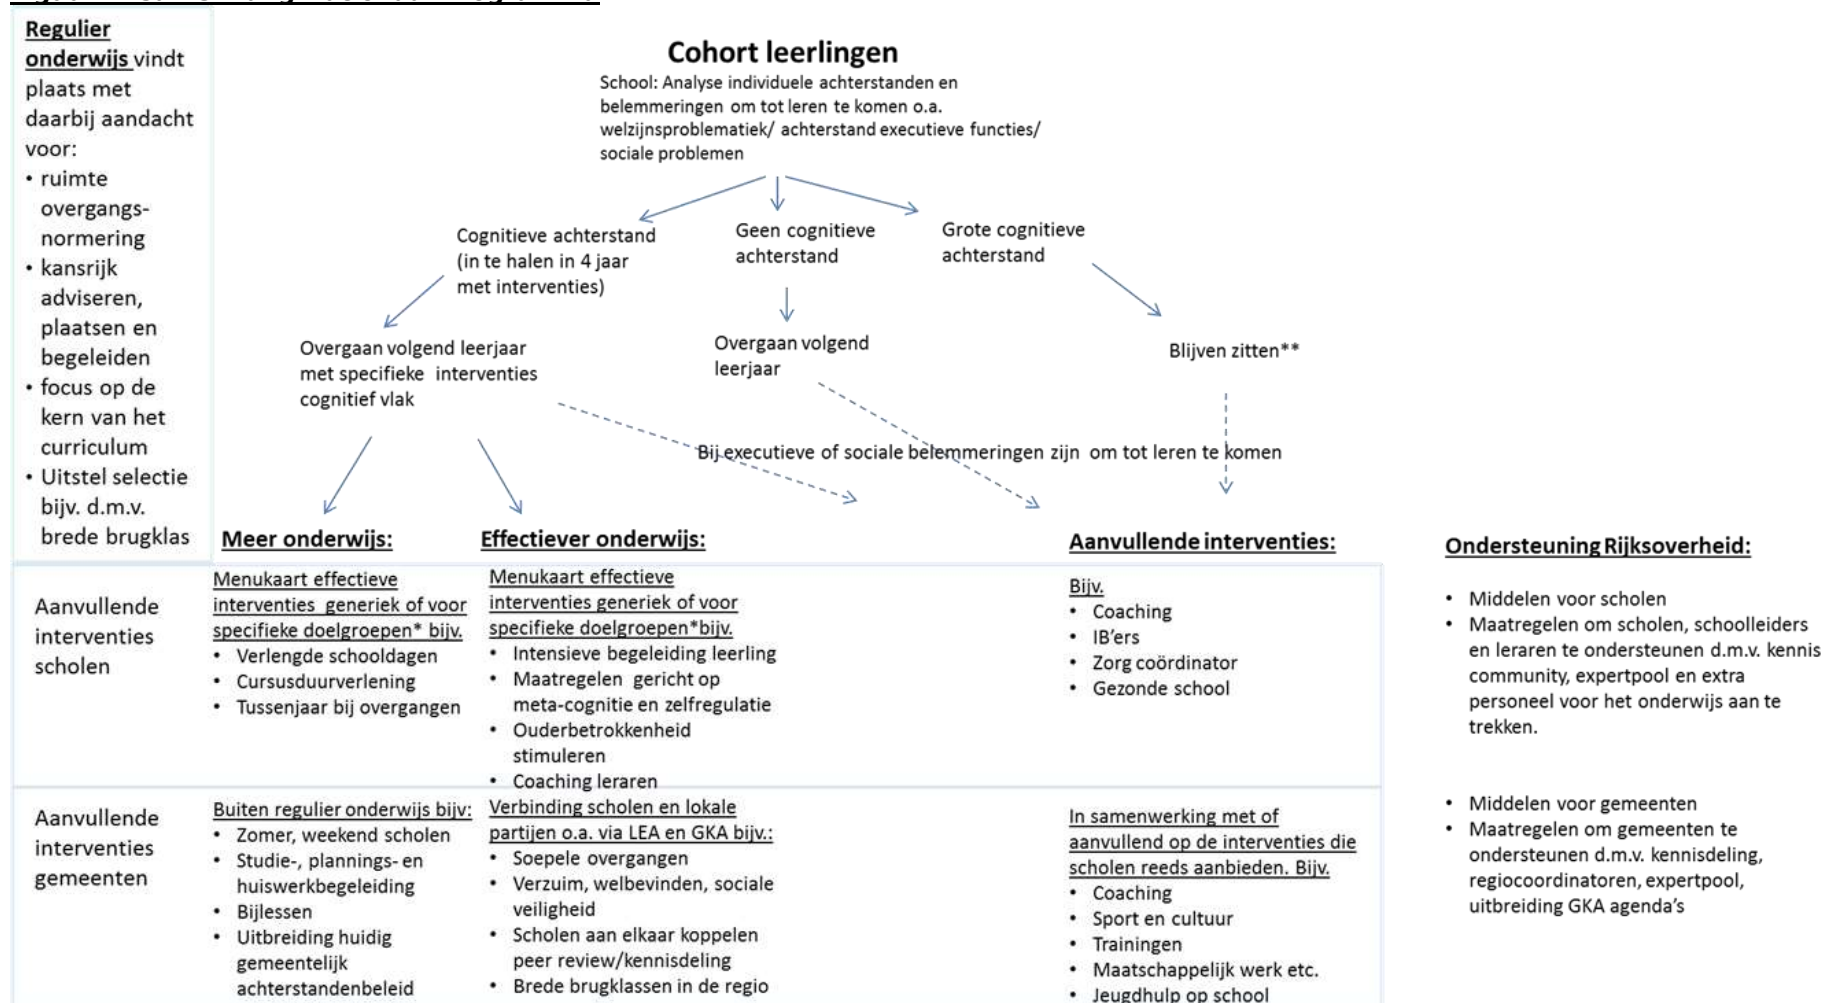 Regulier
onderwijs vindt
plaats met
daarbij aandacht
voor:
• ruimte
overgangs-
normering
• kansrijk
adviseren,
plaatsen en
begeleiden
• focus op de
kern van het
curriculum
• Uitstel selectie
bijv. d.m.v.
brede brugklas
Cohort leerlingen
School: Analyse individuele achterstanden en
belemmeringen om tot leren te komen o.a.
welzijnsproblematiek/ achterstand executieve functies/
sociale problemen
Cognitieve achterstand
(in te halen in 4 jaar
met interventies)
Geen cognitieve
achterstand
Grote cognitieve
achterstand
Overgaan volgend leerjaar
met specifieke interventies
cognitief vlak
Overgaan volgend
leerjaar
Blijven zitten**
Bij executieve of sociale belemmeringen zijn om tot leren te komen
Meer onderwijs:
Effectiever onderwijs:
Aanvullende interventies:
Ondersteuning Rijksoverheid:
Aanvullende
interventies
scholen
Menukaart effectieve
interventies generiek of voor
specifieke doelgroepen* bijv.
• Verlengde schooldagen
• Cursusduurverlening
• Tussenjaar bij overgangen
Menukaart effectieve
interventies generiek of voor
specifieke doelgroepen*bijv.
• Intensieve begeleiding leerling
• Maatregelen gericht op
meta-cognitie en zelfregulatie
• Ouderbetrokkenheid
stimuleren
• Coaching leraren
Bijv.
• Coaching
• IB'ers
• Zorg coördinator
• Gezonde school
• Middelen voor scholen
• Maatregelen om scholen, schoolleiders
en leraren te ondersteunen d.m.v. kennis
community, expertpool en extra
personeel voor het onderwijs aan te
trekken.
Aanvullende
interventies
gemeenten
Buiten regulier onderwijs bijv:
• Zomer, weekend scholen
• Studie-, plannings- en
huiswerkbegeleiding
• Bijlessen
• Uitbreiding huidig
gemeentelijk
achterstandenbeleid
Verbinding scholen en lokale
partijen o.a. via LEA en GKA bijv.:
• Soepele overgangen
• Verzuim, welbevinden, sociale
veiligheid
• Scholen aan elkaar koppelen
peer review/kennisdeling
• Brede brugklassen in de regio
In samenwerking met of
aanvullend op de interventies die
scholen reeds aanbieden. Bijv.
• Coaching
• Sport en cultuur
• Trainingen
• Maatschappelijk werk etc.
• Jeugdhulp op school
• Middelen voor gemeenten
• Maatregelen om gemeenten te
ondersteunen d.m.v. kennisdeling,
regiocoordinatoren, expertpool,
uitbreiding GKA agenda's